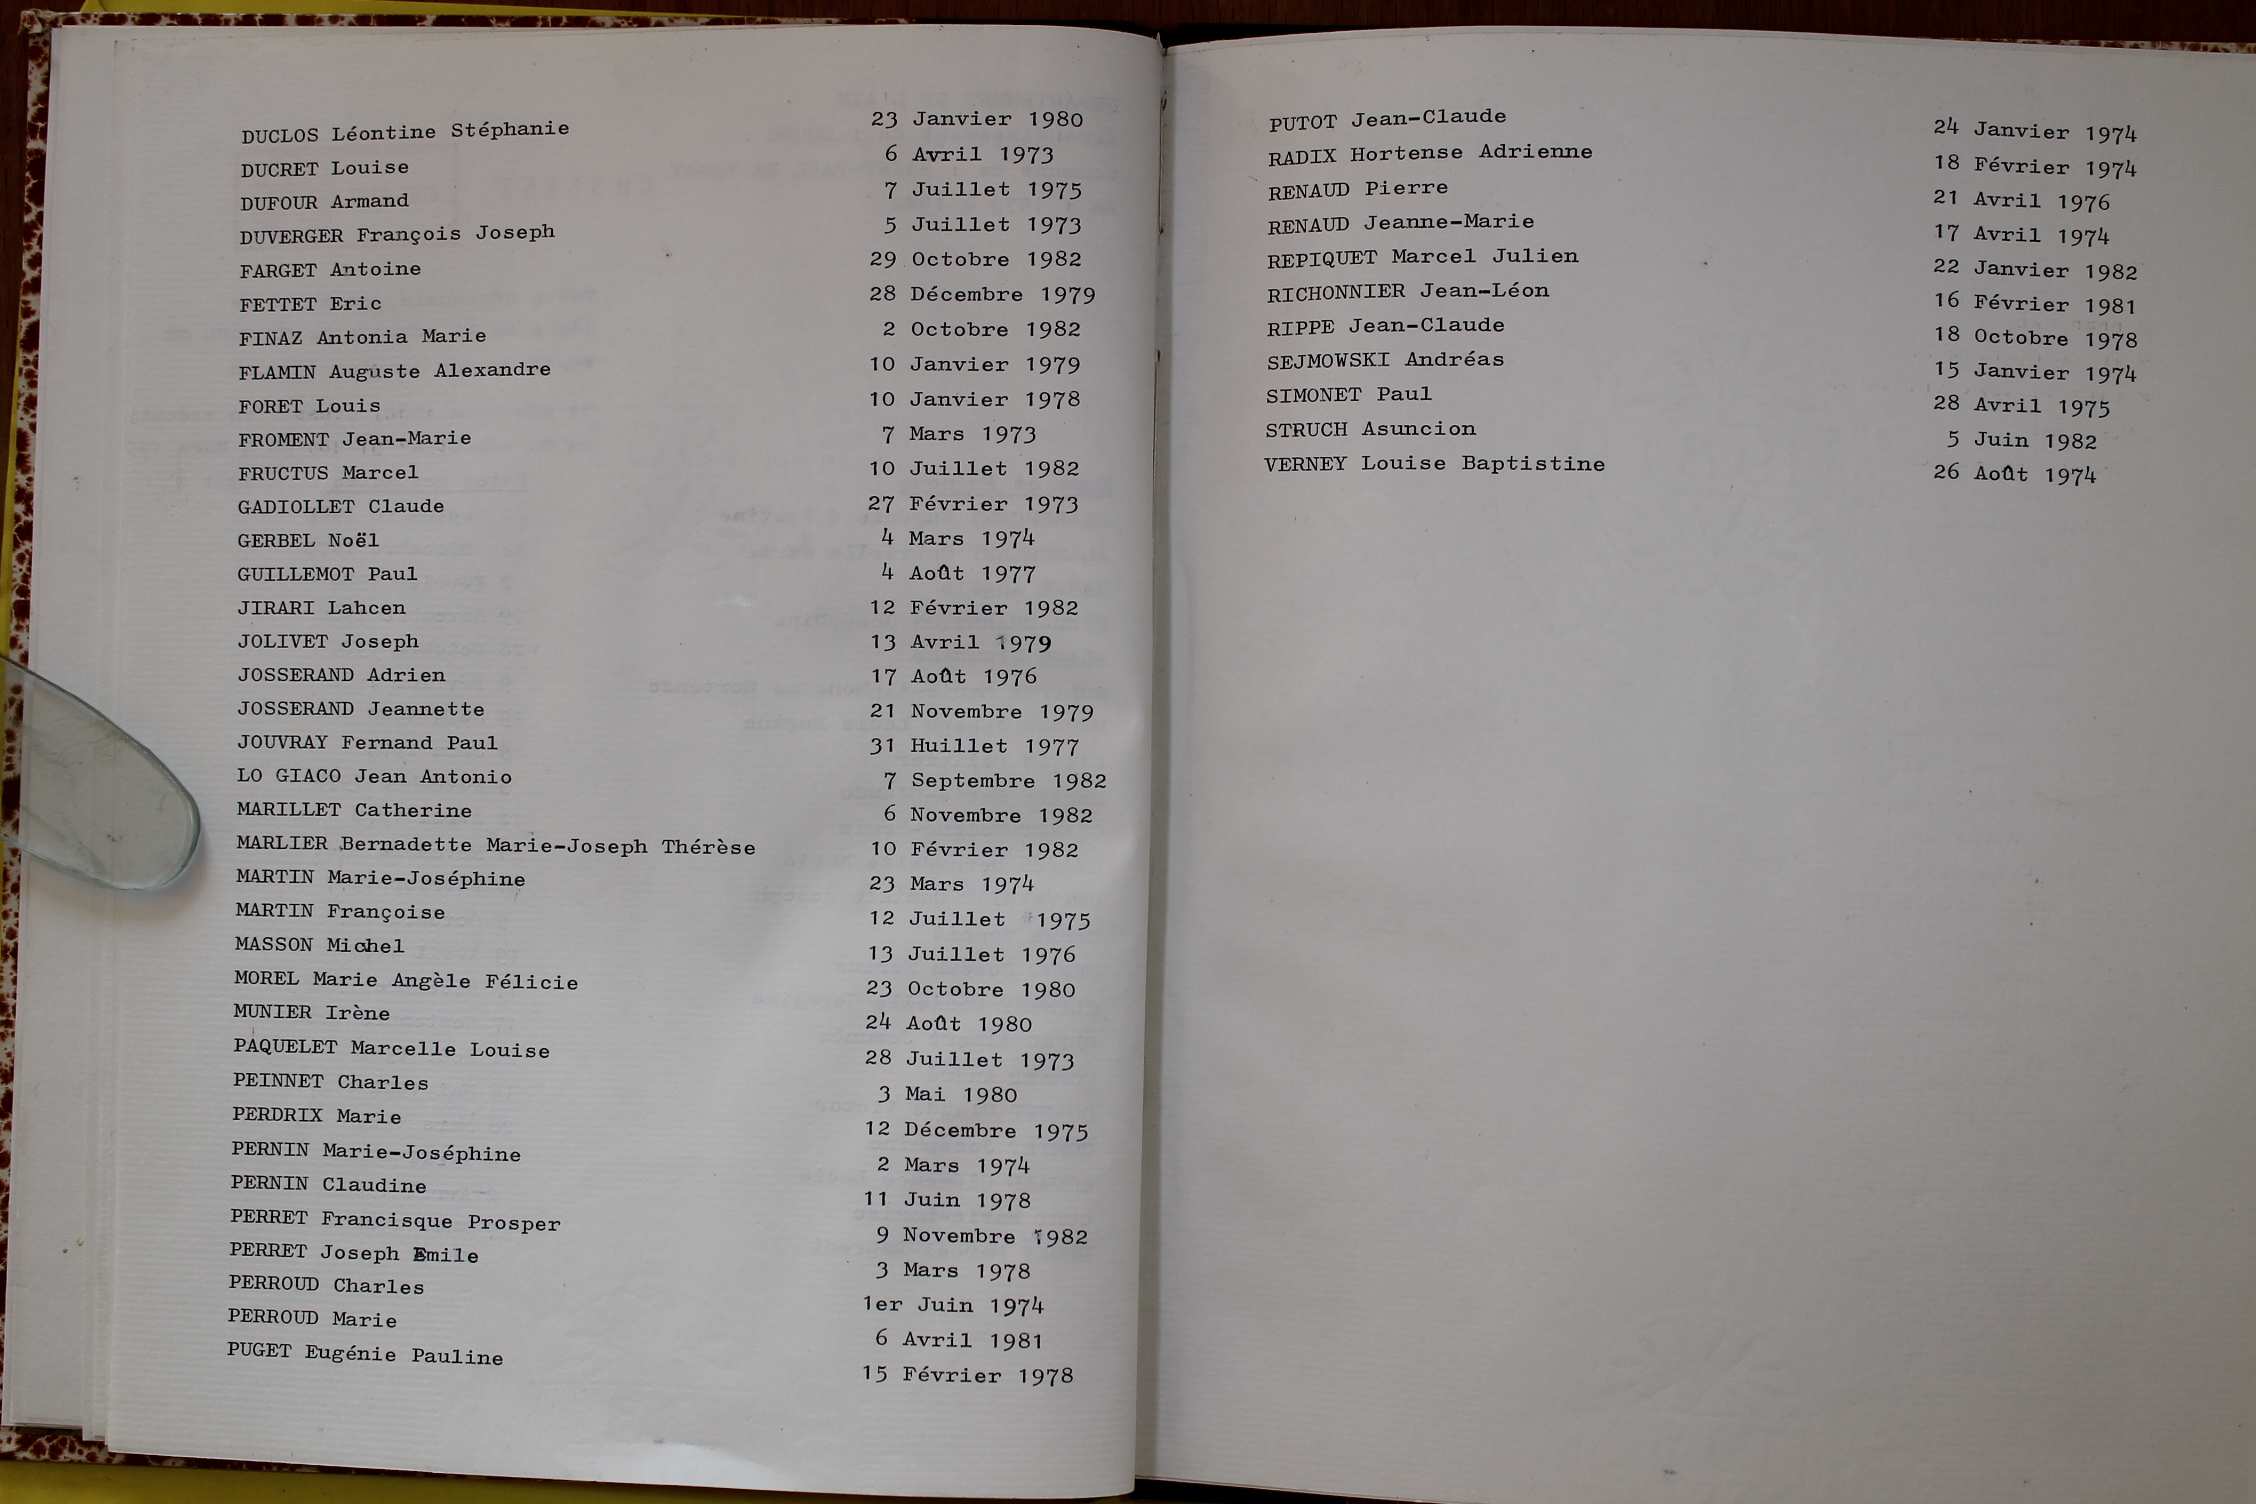 DUCLOS Léontine Stéphanie 23 Janvier 1980
DUCRET Louise 6 Avril 1973
DUFOUR Armand 7 Juillet 1975
DUVERGER François Joseph 5 Juillet 1973
FARGET Antoine 29 Octobre 1982
FETTET Eric 28 Décembre 1979
FINAZ Antonia Marie 2 Octobre 1982
FLAMIN Auguste Alexandre 10 Janvier 1979
FORET Louis 10 Janvier 1978
FROMENT Jean-Marie 7 Mars 1973
FRUCTUS Marcel 10 Juillet 1982
GADIOLLET Claude 27 Février 1973
GERBEL Noël 4 Mars 1974
GUILLEMOT Paul 4 Août 1977
JIRARI Lahcen 12 Février 1982
JOLIVET Joseph 13 Avril 1979
JOSSERAND Adrien 17 Août 1976
JOSSERAND Jeannette 21 Novembre 1979
JOUVRAY Fernand Paul 31 Huillet 1977
LO GIACO Jean Antonio 7 Septembre 1982
MARILLET Catherine 6 Novembre 1982
MARLIER Bernadette Marie-Joseph Thérèse 10 Février 1982
MARTIN Marie-Joséphine 23 Mars 1974
MARTIN Françoise 12 Juillet 1975
MASSON Michel 13 Juillet 1976
MOREL Marie Angèle Félicie 23 Octobre 1980
MUNIER Irène 24 Août 1980
PAQUELET Marcelle Louise 28 Juillet 1973
PEINNET Charles 3 Mai 1980
PERDRIX Marie 12 Décembre 1975
PERNIN Marie-Joséphine 2 Mars 1974
PERNIN Claudine 11 Juin 1978
PERRET Francisque Prosper 9 Novembre 1982
PERRET Joseph Emile 3 Mars 1978
PERROUD Charles 1er Juin 1974
PERROUD Marie 6 Avril 1981
PUGET Eugénie Pauline 15 Février 1978
PUTOT Jean-Claude 24 Janvier 1974
RADIX Hortense Adrienne 18 Février 1974
RENAUD Pierre 21 Avril 1976
RENAUD Jeanne-Marie 17 Avril 1974
REPIQUET Marcel Julien 22 Janvier 1982
RICHONNIER Jean-Léon 16 Février 1981
RIPPE Jean-Claude 18 Octobre 1978
SEJMOWSKI Andréas 15 Janvier 1974
SIMONET Paul 28 Avril 1975
STRUCH Asuncion 5 Juin 1982
VERNEY Louise Baptistine 26 Août 1974